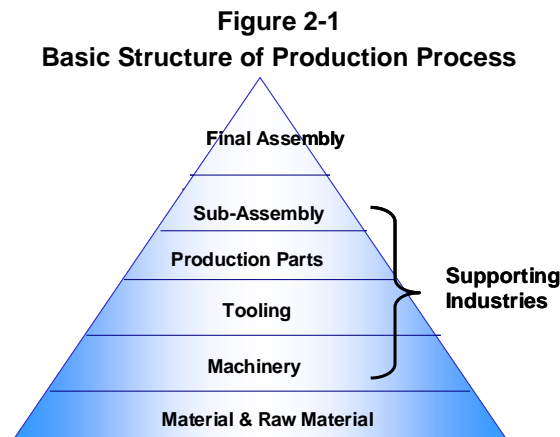 Figure 2-1
Basic Structure of Production Process
Final Assembly
Sub-Assembly
Production Parts
Tooling
Machinery
Material & Raw Material
Supporting
Industries